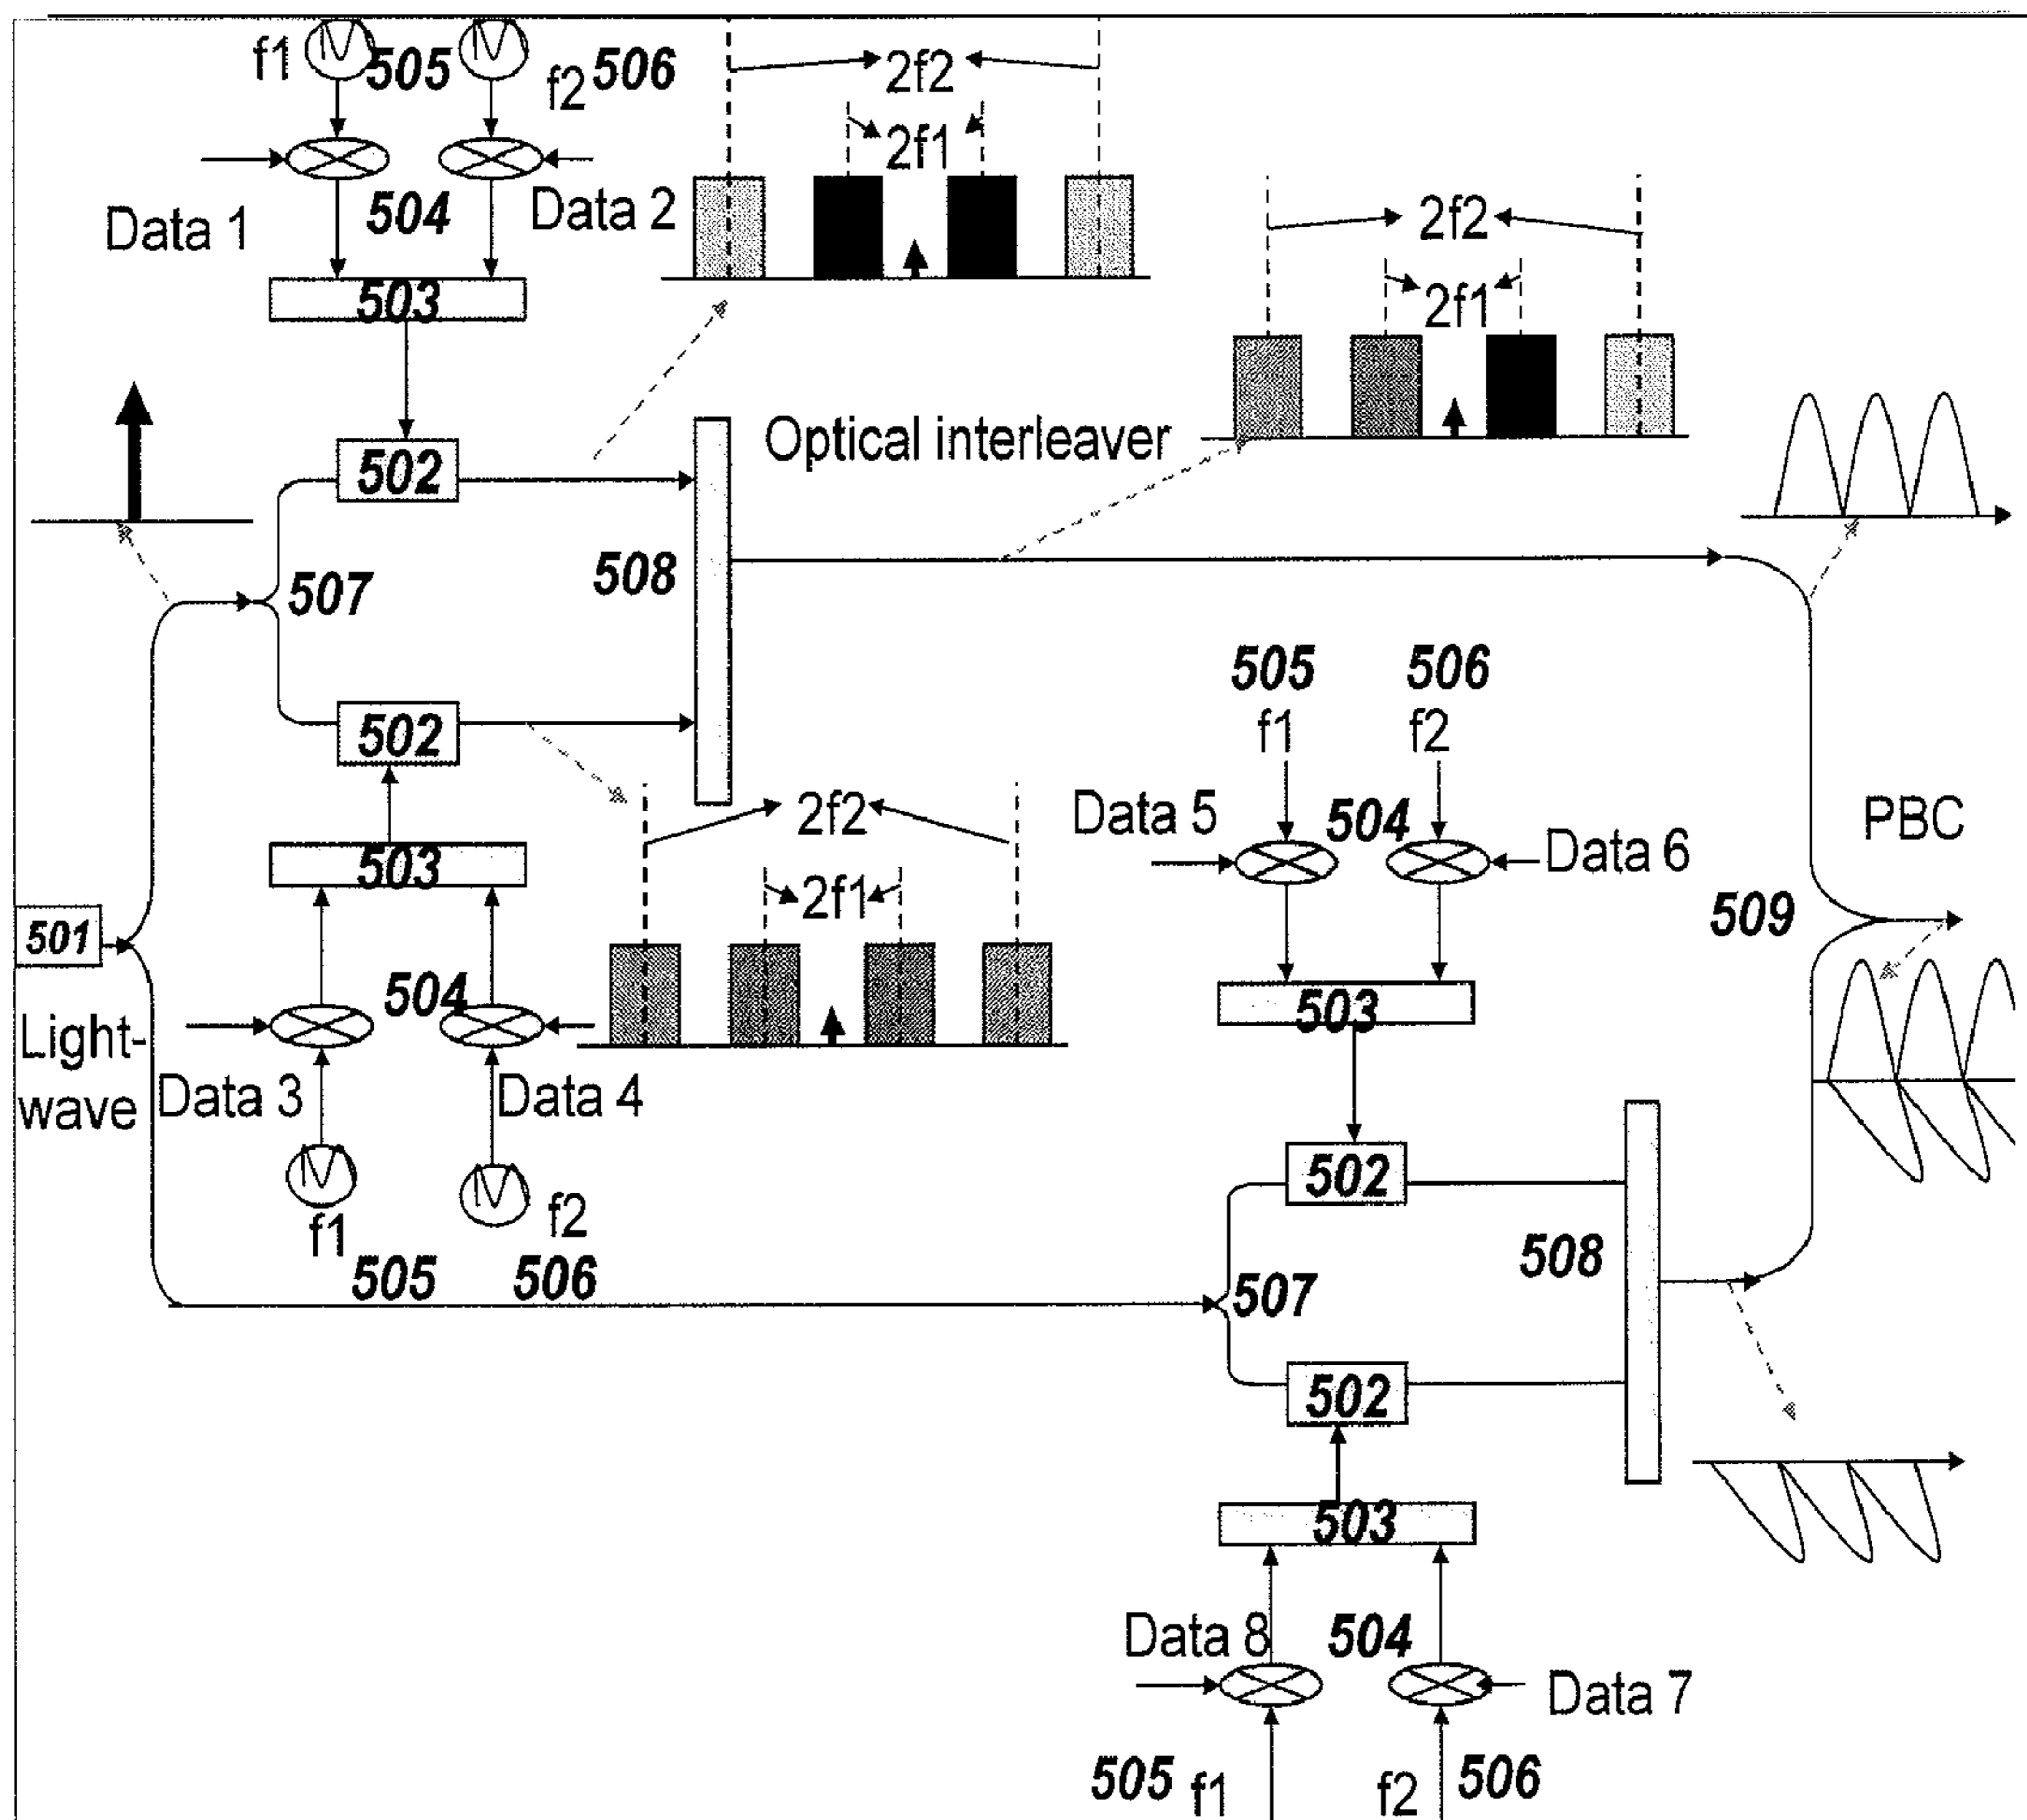 f1
505
f2
506
2f2
2f1
Data 1
504
Data 2
503
2f2
2f1
502
Optical interleaver
507
508
502
505
506
f1
f2
2f2
2f1
Data 5
504
Data 6
PBC
503
501
504
509
Light-
wave
Data 3
Data 4
503
f1
f2
505
506
502
508
507
502
503
Data 8
504
Data 7
505
f1
f2
506